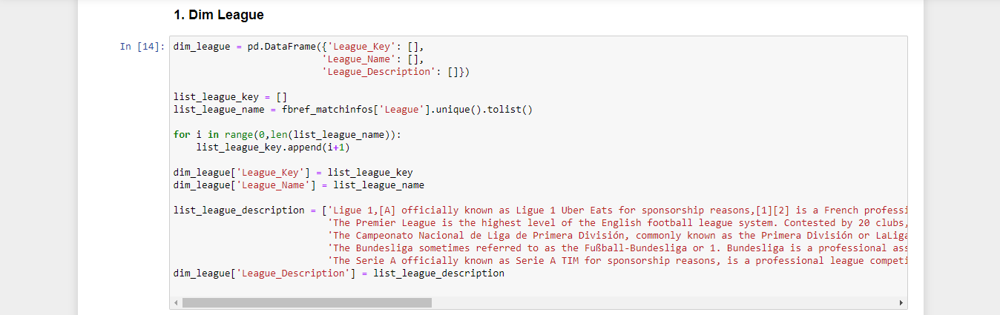 1. Dim League
In [14]: dim_league = pd.DataFrame({'League_Key': [],
'League_Name': [],
'League_Description': []})
list_league_key = []
list_league_name = fbref_matchinfos['League'].unique().tolist()
for i in range(0,len(list_league_name)):
list_league_key.append(i+1)
dim_league['League_Key'] = list_league_key
dim_league['League_Name'] = list_league_name
list_league_description = ['Ligue 1,[A] officially known as Ligue 1 Uber Eats for sponsorship reasons,[1][2] is a French professi
'The Premier League is the highest level of the English football league system. Contested by 20 clubs,
'The Campeonato Nacional de Liga de Primera División, commonly known as the Primera División or LaLiga
'The Bundesliga sometimes referred to as the Fußball-Bundesliga or 1. Bundesliga is a professional ass
'The Serie A officially known as Serie A TIM for sponsorship reasons, is a professional league competi
dim_league['League_Description'] = list_league_description